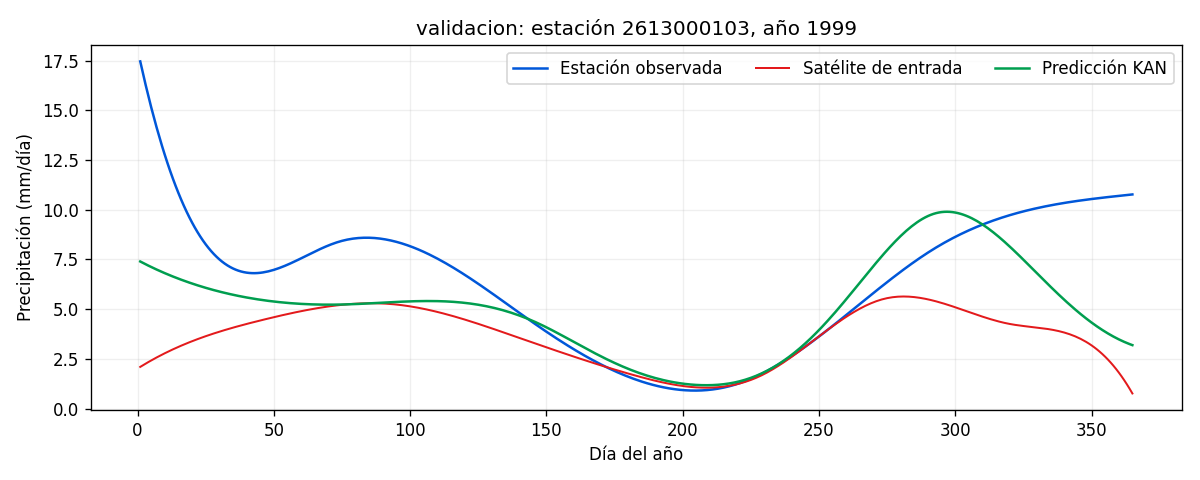 validacion: estación 2613000103, año 1999
Estación observada
Satélite de entrada
Predicción KAN
Precipitación (mm/día)
17.5
15.0
12.5
10.0
7.5
5.0
2.5
0.0
0
50
100
150
200
250
300
350
Día del año